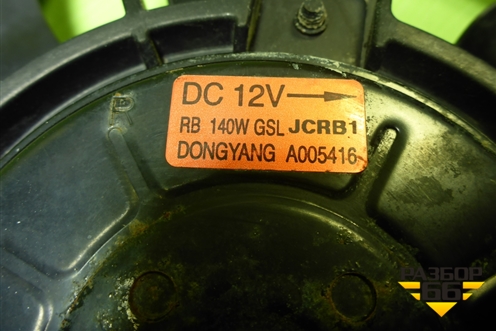 R
DC 12V→
RB 140W GSL JCRB1
DONGYANG A005416
РАЗБОР
66